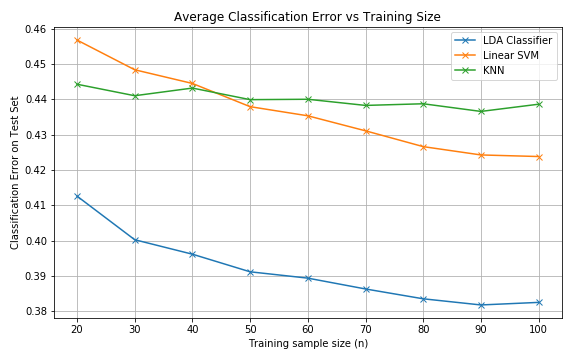 Average Classification Error vs Training Size
LDA Classifier
Linear SVM
KNN
Classification Error on Test Set
0.46
0.45
0.44
0.43
0.42
0.41
0.40
0.39
0.38
20 30 40 50 60 70 80 90 100
Training sample size (n)